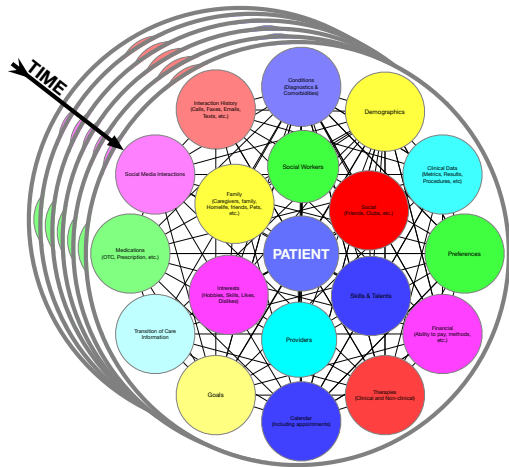 TIME
Conditions
(Diagnostics &
Comorbidities)
Interaction History
(Calls, Faxes, Emails,
Texts, etc.)
Demographics
Social Workers
Clinical Data
(Metrics, Results,
Procedures, etc)
Social Media Interactions
Family
(Caregivers, family,
Homelife, friends, Pets,
etc.)
Social
(Friends, Clubs, etc.)
Medications
(OTC, Prescription, etc.)
PATIENT
Preferences
Interests
(Hobbies, Skills, Likes,
Dislikes)
Skills & Talents
Transition of Care
Information
Providers
Financial
(Ability to pay, methods,
etc.)
Goals
Therapies
(Clinical and Non-clinical)
Calendar
(Including appointments)